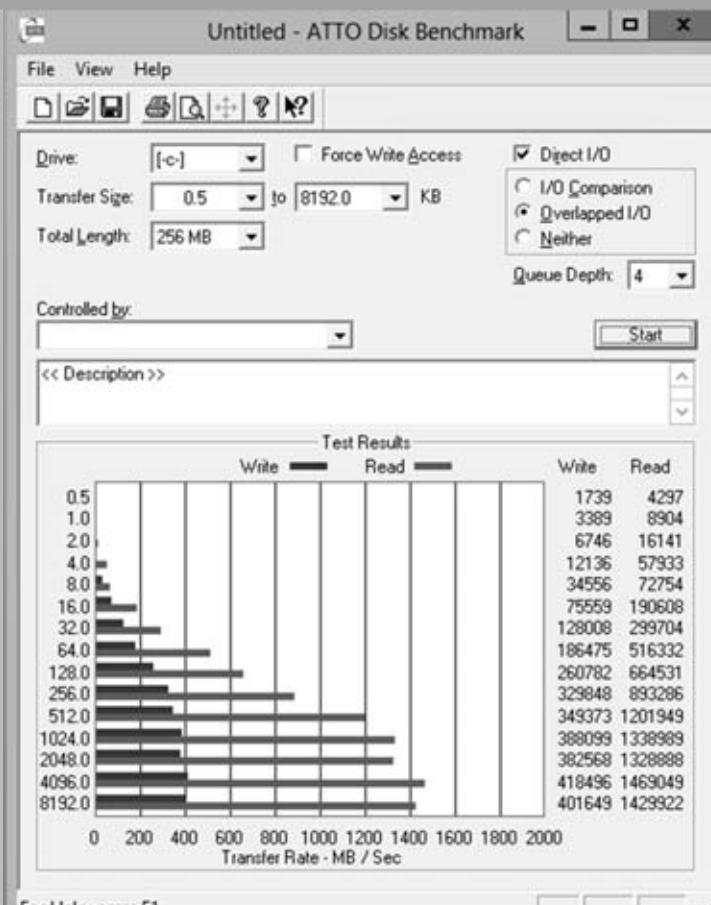 Untitled - ATTO Disk Benchmark
File View Help
Drive: [-c-] Force Write Access Direct I/O
Transfer Size: 0.5 to 8192.0 KB I/O Comparison
Overlapped I/O
Total Length: 256 MB Neither
Queue Depth: 4
Controlled by:
Start
<< Description >>
Test Results
Write Read Write Read
0.5 1739 4297
1.0 3389 8904
2.0 6746 16141
4.0 12136 57933
8.0 34556 72754
16.0 75559 190608
32.0 128008 299704
64.0 186475 516332
128.0 260782 664531
256.0 329848 893286
512.0 349373 1201949
1024.0 388099 1338989
2048.0 382568 1328888
4096.0 418496 1469049
8192.0 401649 1429922
0 200 400 600 800 1000 1200 1400 1600 1800 2000
Transfer Rate - MB / Sec